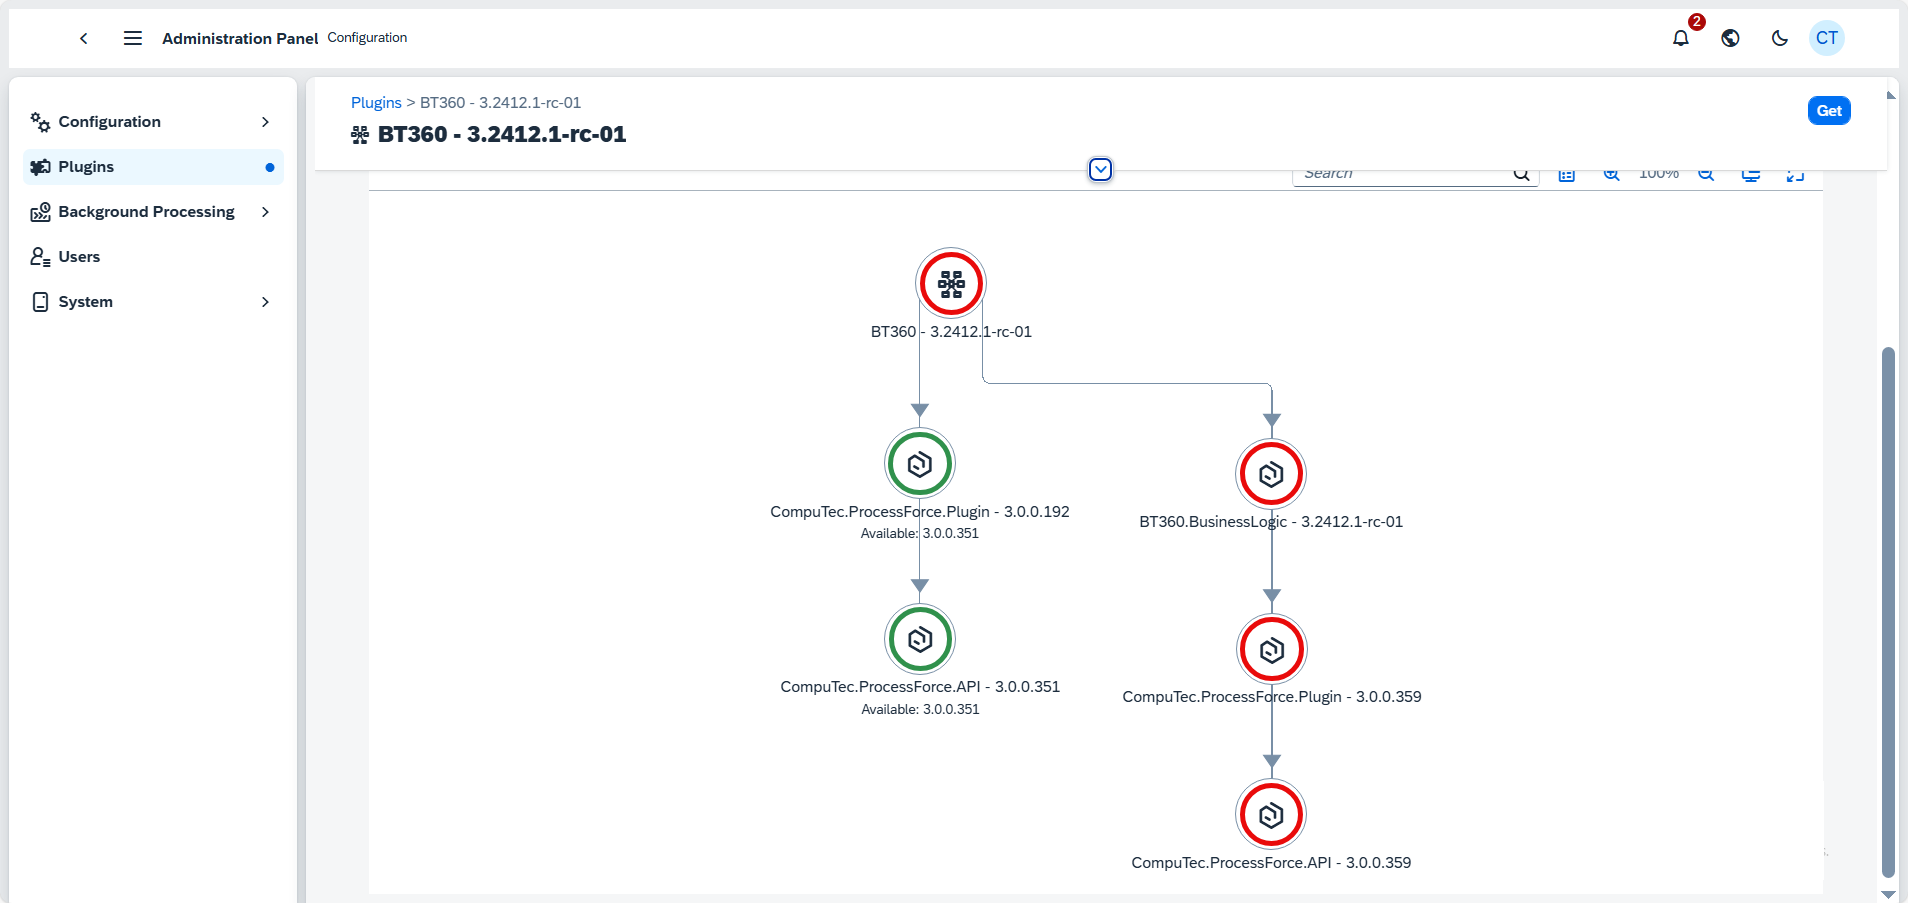 Administration Panel Configuration
2
CT
Configuration
Plugins
Background Processing
Users
System
Plugins > BT360 - 3.2412.1-rc-01
BT360 - 3.2412.1-rc-01
Get
Search
100%
BT360 - 3.2412.1-rc-01
CompuTec.ProcessForce.Plugin - 3.0.0.192
Available: 3.0.0.351
BT360.BusinessLogic - 3.2412.1-rc-01
CompuTec.ProcessForce.API - 3.0.0.351
Available: 3.0.0.351
CompuTec.ProcessForce.Plugin - 3.0.0.359
CompuTec.ProcessForce.API - 3.0.0.359